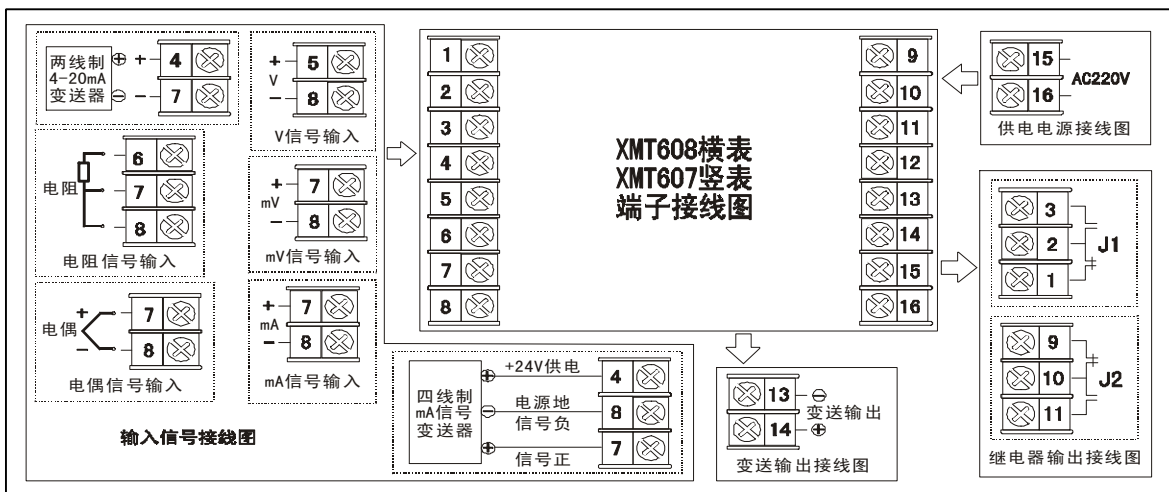 两线制
4-20mA
变送器
⊕ + 4
⊖ - 7
+ 5
V
- 8
V信号输入
电阻
6
7
8
电阻信号输入
+ 7
mV
- 8
mV信号输入
电偶
+ 7
- 8
电偶信号输入
+ 7
mA
- 8
mA信号输入
四线制
mA信号
变送器
⊕ +24V供电 4
⊖ 电源地 8
信号负
⊕ 信号正 7
输入信号接线图
1
2
3
4
5
6
7
8
XMT608横表
XMT607竖表
端子接线图
9
10
11
12
13
14
15
16
13 ⊖
变送输出
14 ⊕
变送输出接线图
15
AC220V
16
供电电源接线图
3
2 J1
1
9
10 J2
11
继电器输出接线图